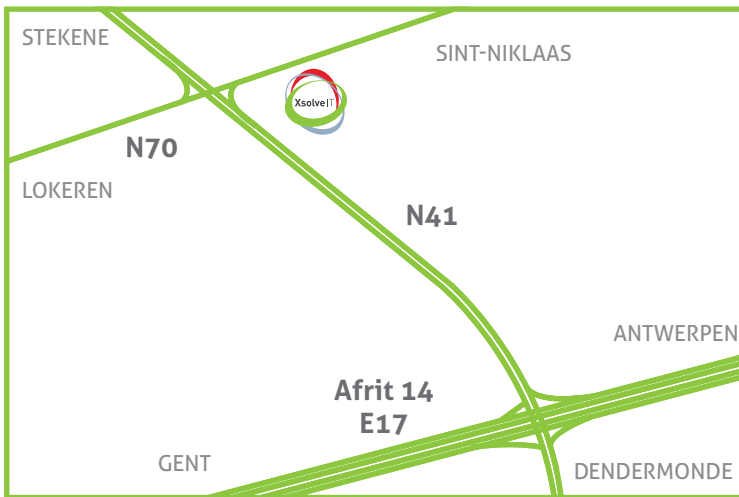 STEKENE
SINT-NIKLAAS
XsolveIT
N70
LOKEREN
N41
ANTWERPEN
Afrit 14
E17
GENT
DENDERMONDE